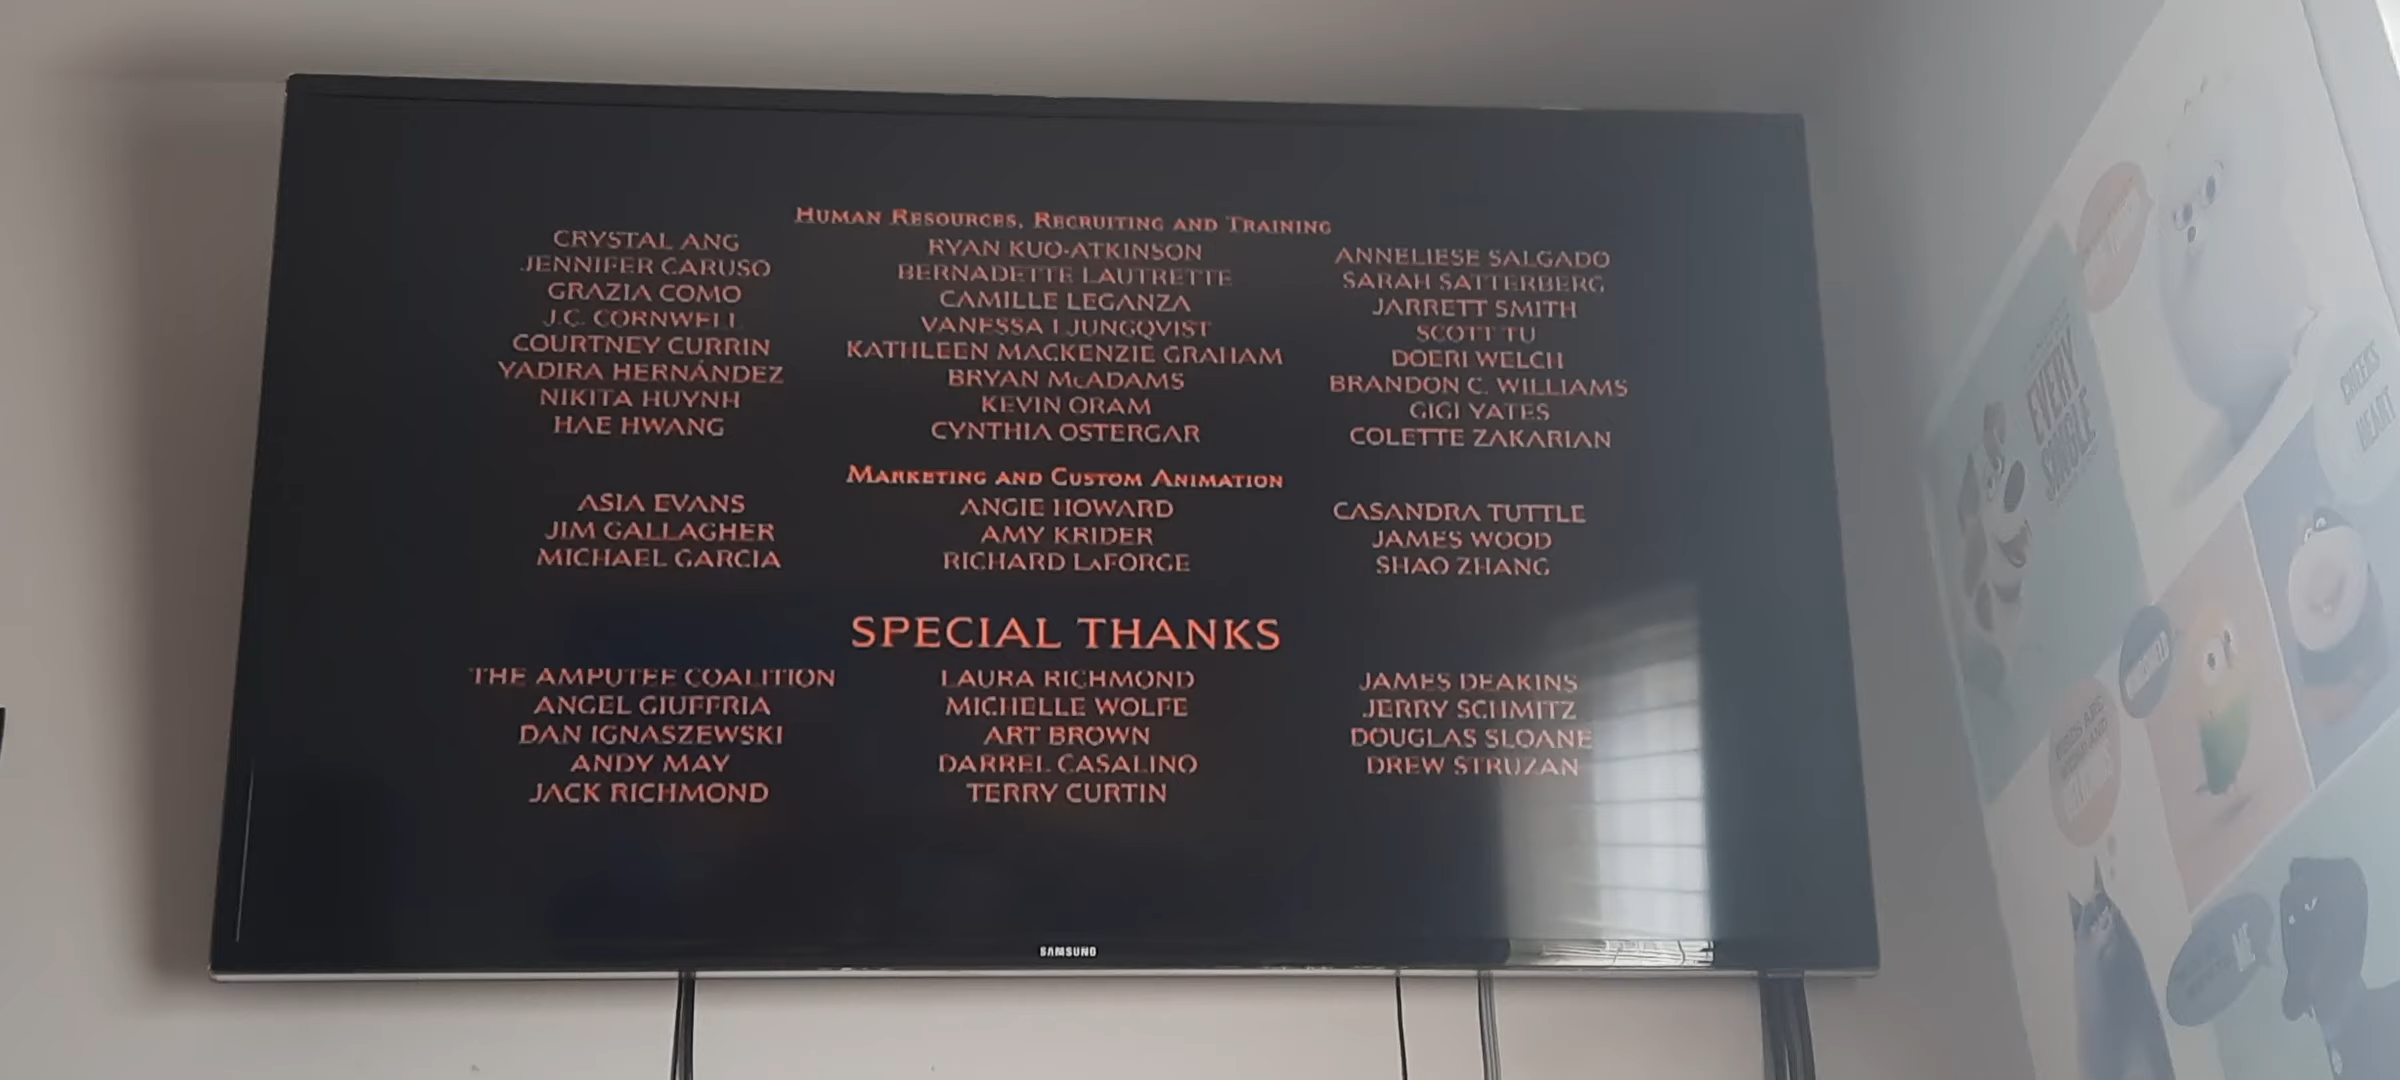 HUMAN RESOURCES, RECRUITING AND TRAINING
CRYSTAL ANG
JENNIFER CARUSO
GRAZIA COMO
J.C. CORNWELL
COURTNEY CURRIN
YADIRA HERNÁNDEZ
NIKITA HUYNH
HAE HWANG
RYAN KUO-ATKINSON
BERNADETTE LAUTRETTE
CAMILLE LEGANZA
VANESSA LJUNGQVIST
KATHLEEN MACKENZIE GRAHAM
BRYAN McADAMS
KEVIN ORAM
CYNTHIA OSTERGAR
ANNELIESE SALGADO
SARAH SATTERBERG
JARRETT SMITH
SCOTT TU
DOERI WELCH
BRANDON C. WILLIAMS
GIGI YATES
COLETTE ZAKARIAN
MARKETING AND CUSTOM ANIMATION
ASIA EVANS
JIM GALLAGHER
MICHAEL GARCIA
ANGIE HOWARD
AMY KRIDER
RICHARD LAFORGE
CASANDRA TUTTLE
JAMES WOOD
SHAO ZHANG
SPECIAL THANKS
THE AMPUTEE COALITION
ANGEL GIUFFRIA
DAN IGNASZEWSKI
ANDY MAY
JACK RICHMOND
LAURA RICHMOND
MICHELLE WOLFE
ART BROWN
DARREL CASALINO
TERRY CURTIN
JAMES DEAKINS
JERRY SCHMITZ
DOUGLAS SLOANE
DREW STRUZAN
SAMSUNG
EVERY
SINGLE
HEART
ME